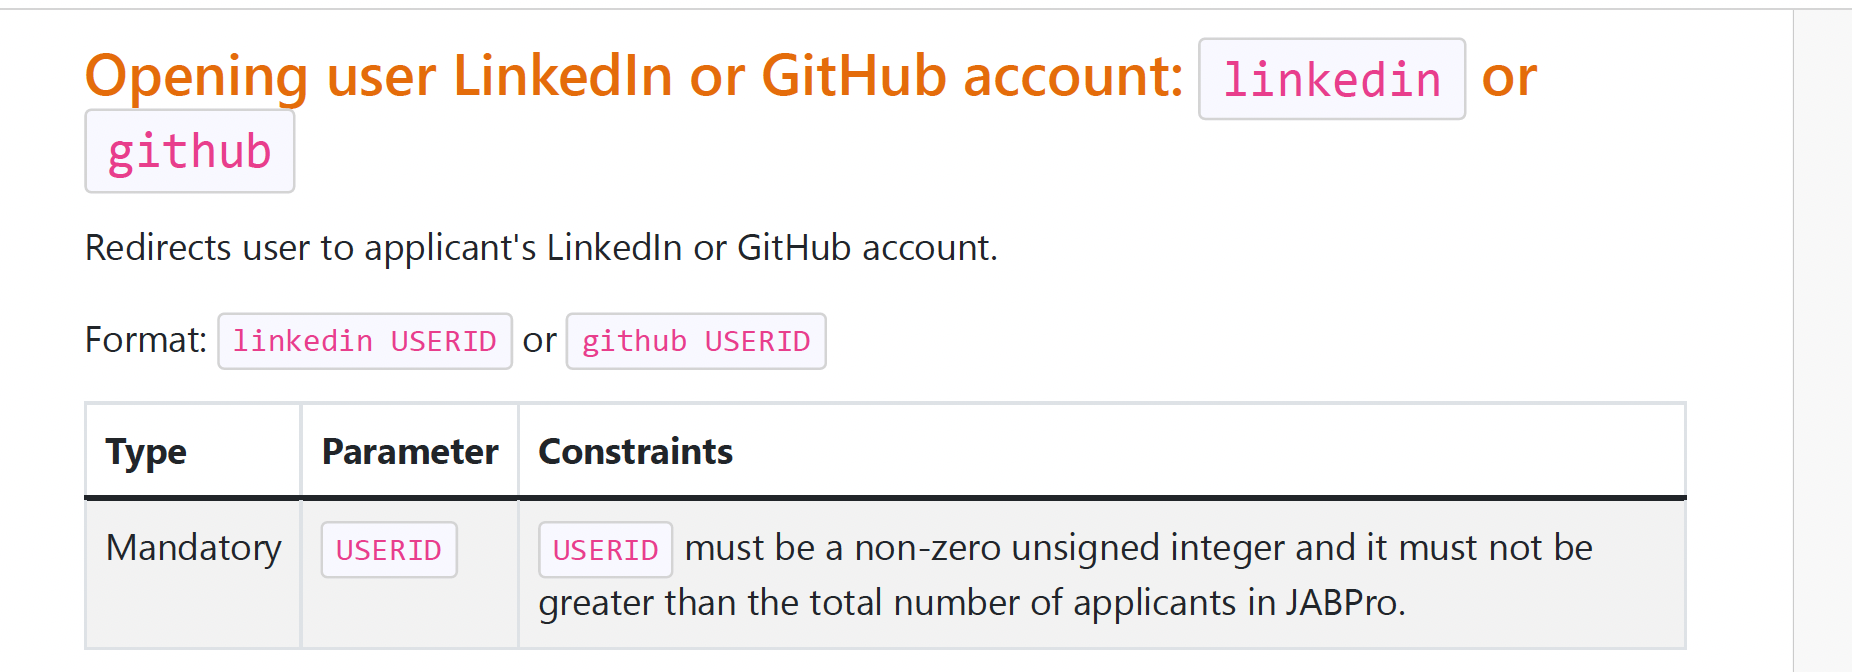 Opening user LinkedIn or GitHub account: linkedin or
github
Redirects user to applicant's LinkedIn or GitHub account.
Format: linkedin USERID or github USERID
Type Parameter Constraints
Mandatory USERID USERID must be a non-zero unsigned integer and it must not be
greater than the total number of applicants in JABPro.